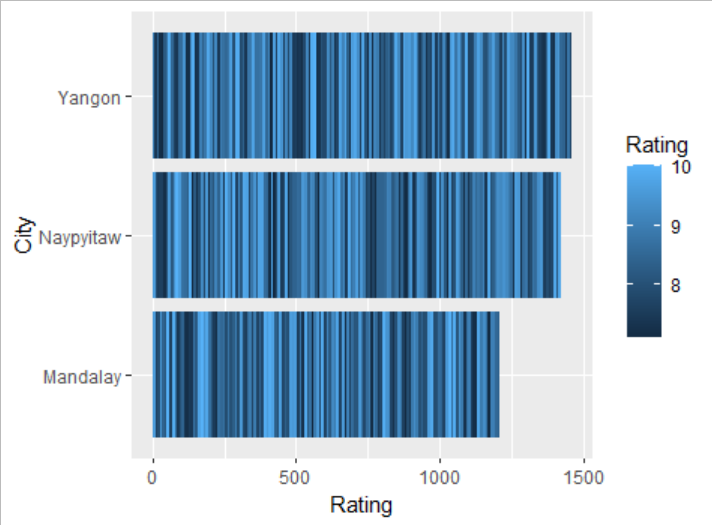 Yangon
Naypyitaw
Mandalay
City
0 500 1000 1500
Rating
Rating
10
9
8